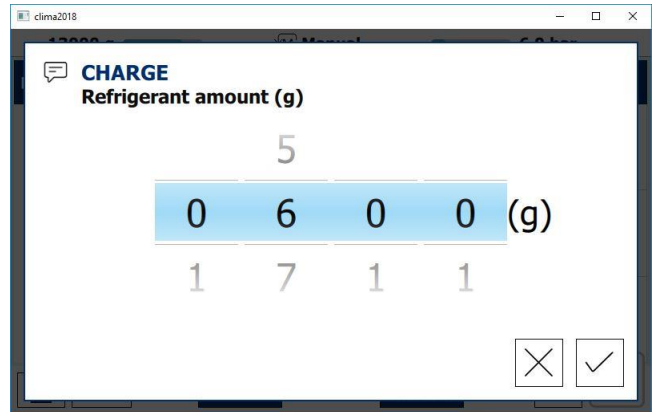 clima2018
CHARGE
Refrigerant amount (g)
5
0 6 0 0 (g)
1 7 1 1